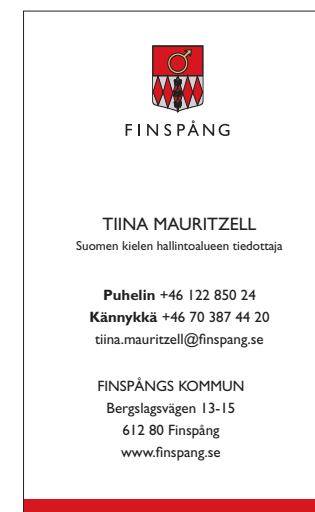 FINSPÅNG
TIINA MAURITZELL
Suomen kielen hallintoalueen tiedottaja
Puhelin +46 122 850 24
Kännykkä +46 70 387 44 20
tiina.mauritzell@finspang.se
FINSPÅNGS KOMMUN
Bergslagsvägen 13-15
612 80 Finspång
www.finspang.se